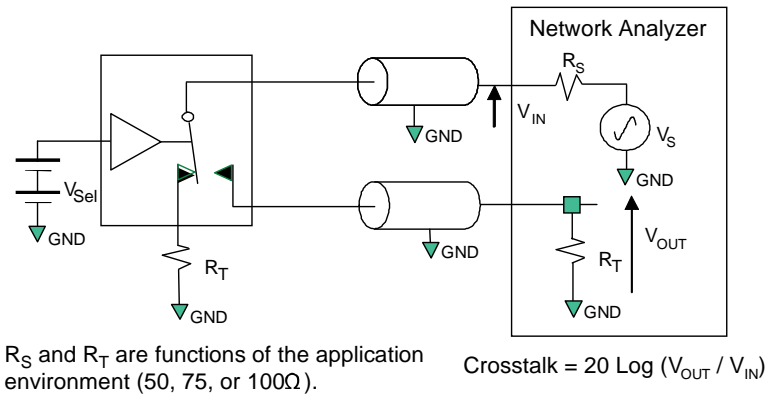 Network Analyzer
R_S
V_IN
V_S
GND
GND
V_Sel
GND
GND
R_T
V_OUT
R_T
GND
GND
R_S and R_T are functions of the application
environment (50, 75, or 100Ω).
Crosstalk = 20 Log (V_OUT / V_IN)